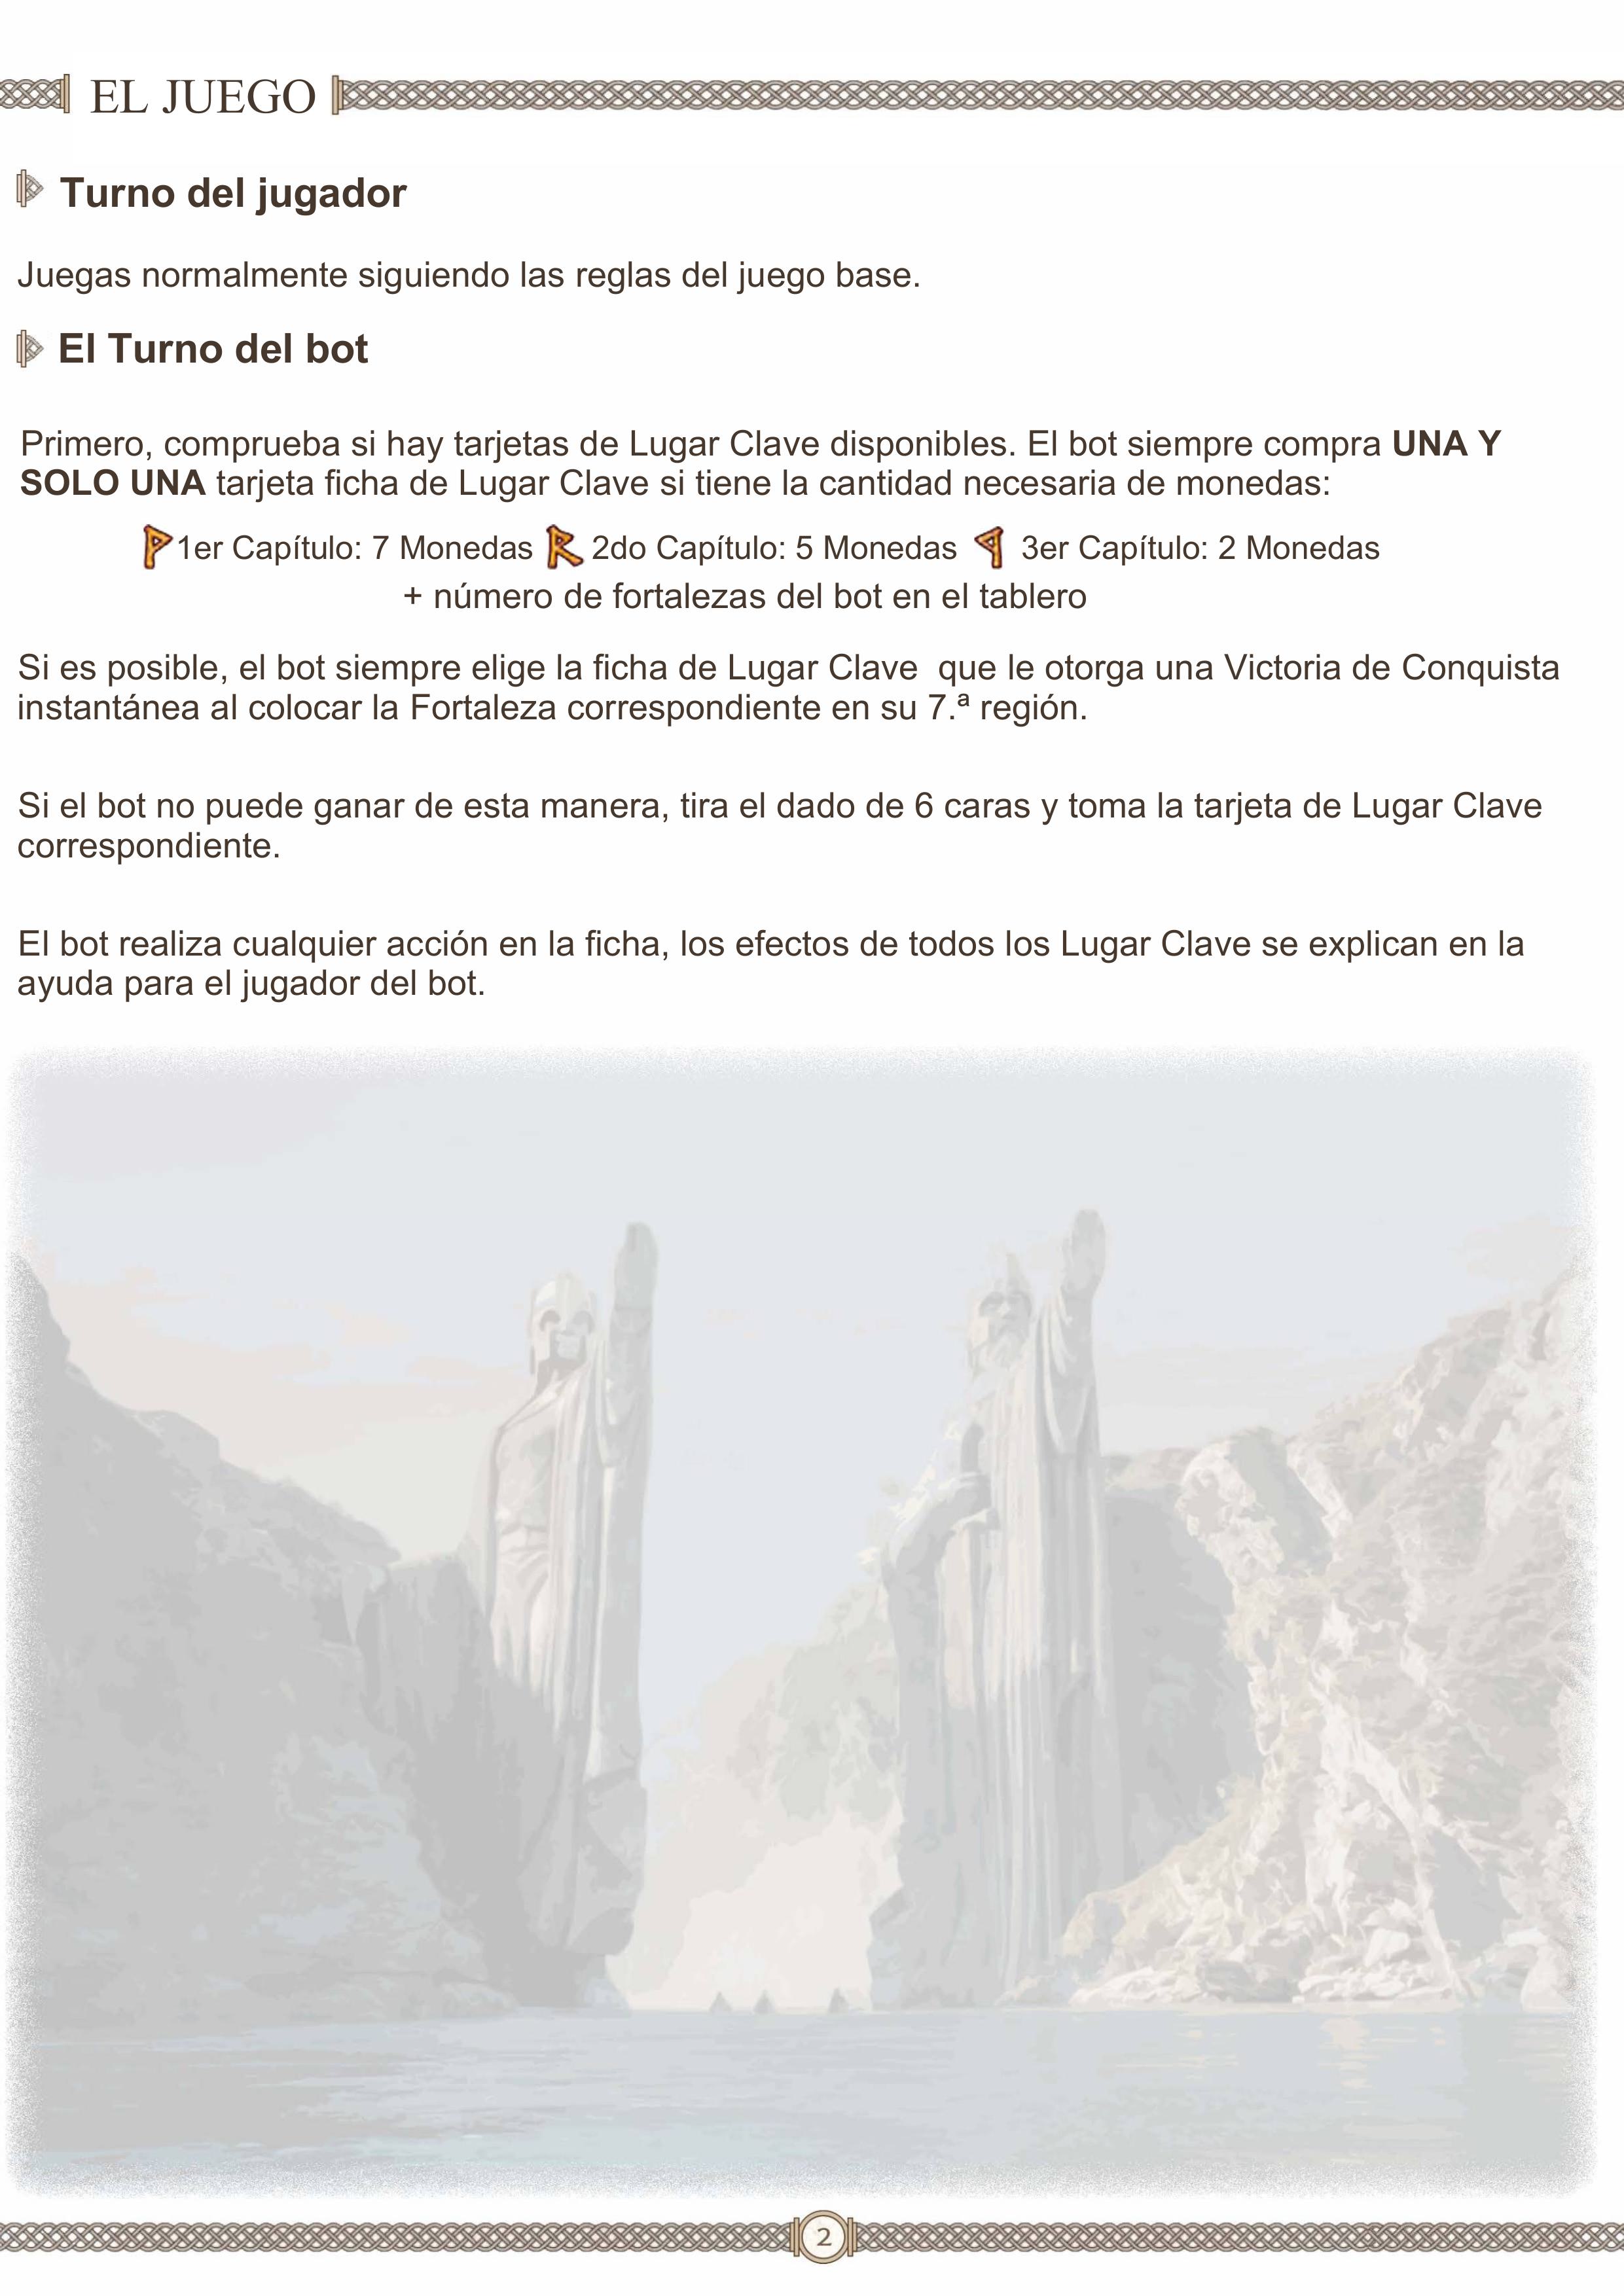 EL JUEGO
Turno del jugador
Juegas normalmente siguiendo las reglas del juego base.
El Turno del bot
Primero, comprueba si hay tarjetas de Lugar Clave disponibles. El bot siempre compra UNA Y
SOLO UNA tarjeta ficha de Lugar Clave si tiene la cantidad necesaria de monedas:
1er Capítulo: 7 Monedas 2do Capítulo: 5 Monedas 3er Capítulo: 2 Monedas
+ número de fortalezas del bot en el tablero
Si es posible, el bot siempre elige la ficha de Lugar Clave  que le otorga una Victoria de Conquista
instantánea al colocar la Fortaleza correspondiente en su 7.ª región.
Si el bot no puede ganar de esta manera, tira el dado de 6 caras y toma la tarjeta de Lugar Clave
correspondiente.
El bot realiza cualquier acción en la ficha, los efectos de todos los Lugar Clave se explican en la
ayuda para el jugador del bot.
2